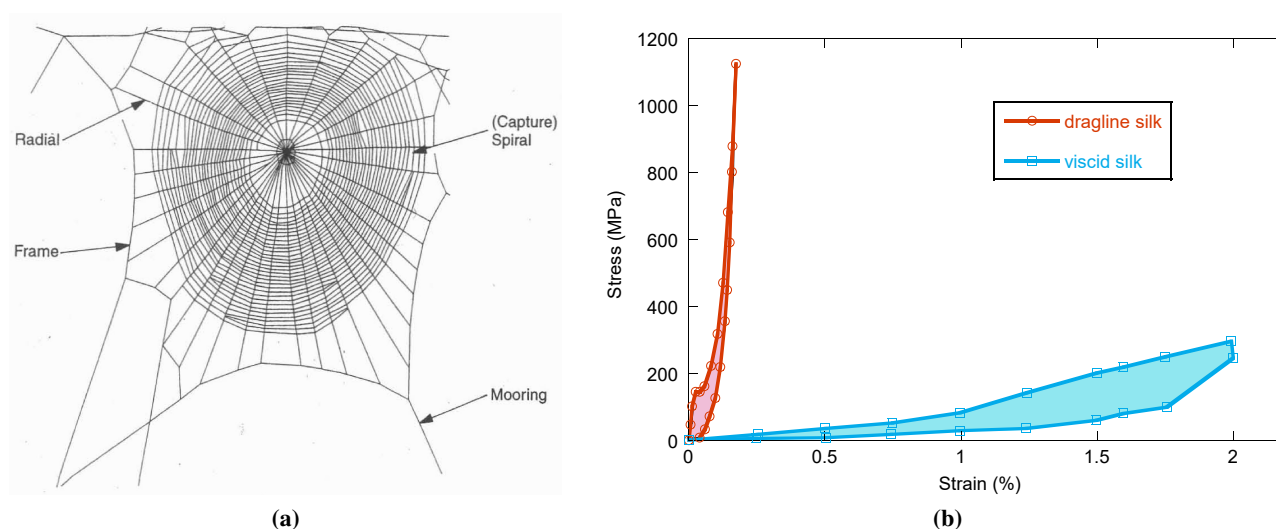 Radial
(Capture)
Spiral
Frame
Mooring
(a)
1200
1000
800
600
400
200
0
Stress (MPa)
0
0.5
1
1.5
2
Strain (%)
dragline silk
viscid silk
(b)